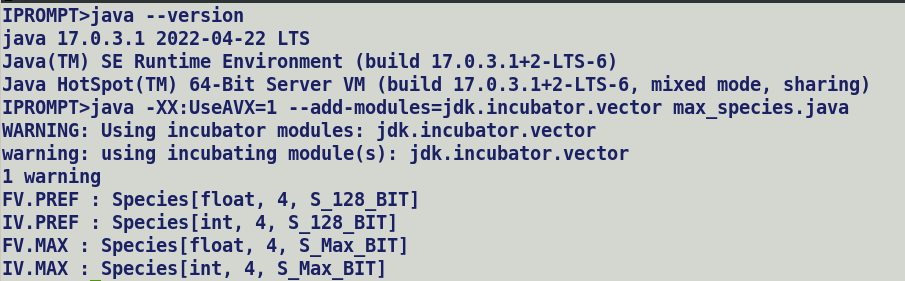 IPROMPT>java --version
java 17.0.3.1 2022-04-22 LTS
Java(TM) SE Runtime Environment (build 17.0.3.1+2-LTS-6)
Java HotSpot(TM) 64-Bit Server VM (build 17.0.3.1+2-LTS-6, mixed mode, sharing)
IPROMPT>java -XX:UseAVX=1 --add-modules=jdk.incubator.vector max_species.java
WARNING: Using incubator modules: jdk.incubator.vector
warning: using incubating module(s): jdk.incubator.vector
1 warning
FV.PREF : Species[float, 4, S_128_BIT]
IV.PREF : Species[int, 4, S_128_BIT]
FV.MAX : Species[float, 4, S_Max_BIT]
IV.MAX : Species[int, 4, S_Max_BIT]